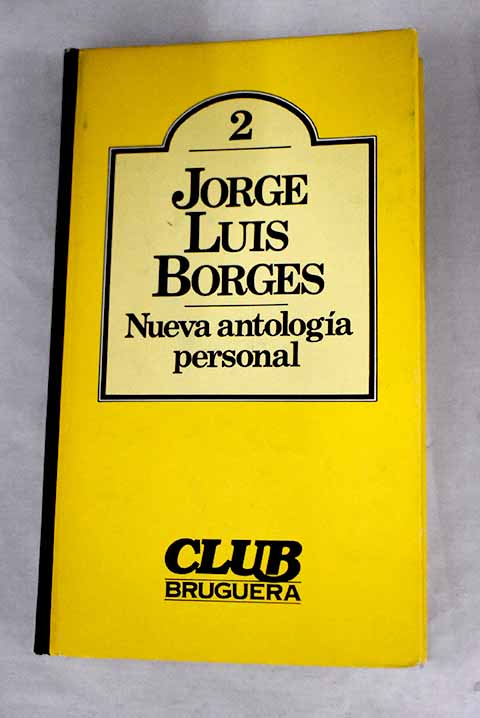 2
JORGE
LUIS
BORGES
Nueva antología
personal
CLUB
BRUGUERA